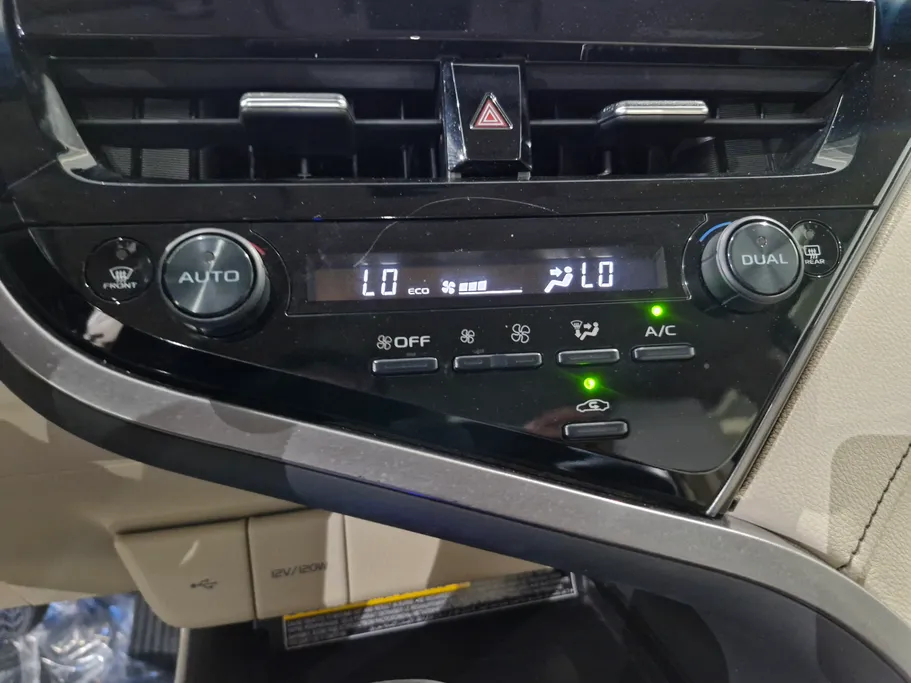 AUTO
FRONT
LO ECO LO
DUAL
REAR
OFF
A/C
12V/120W